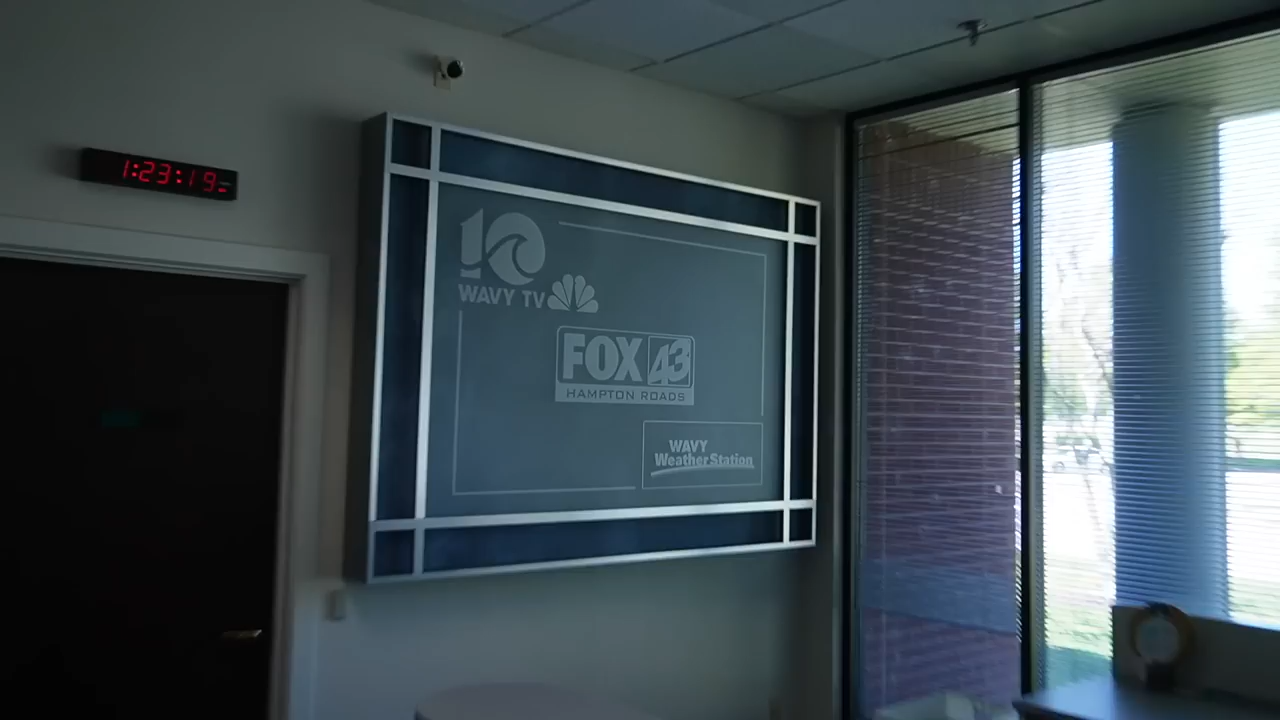 1:23:19
10
WAVY TV
FOX 43
HAMPTON ROADS
WAVY
WeatherStation